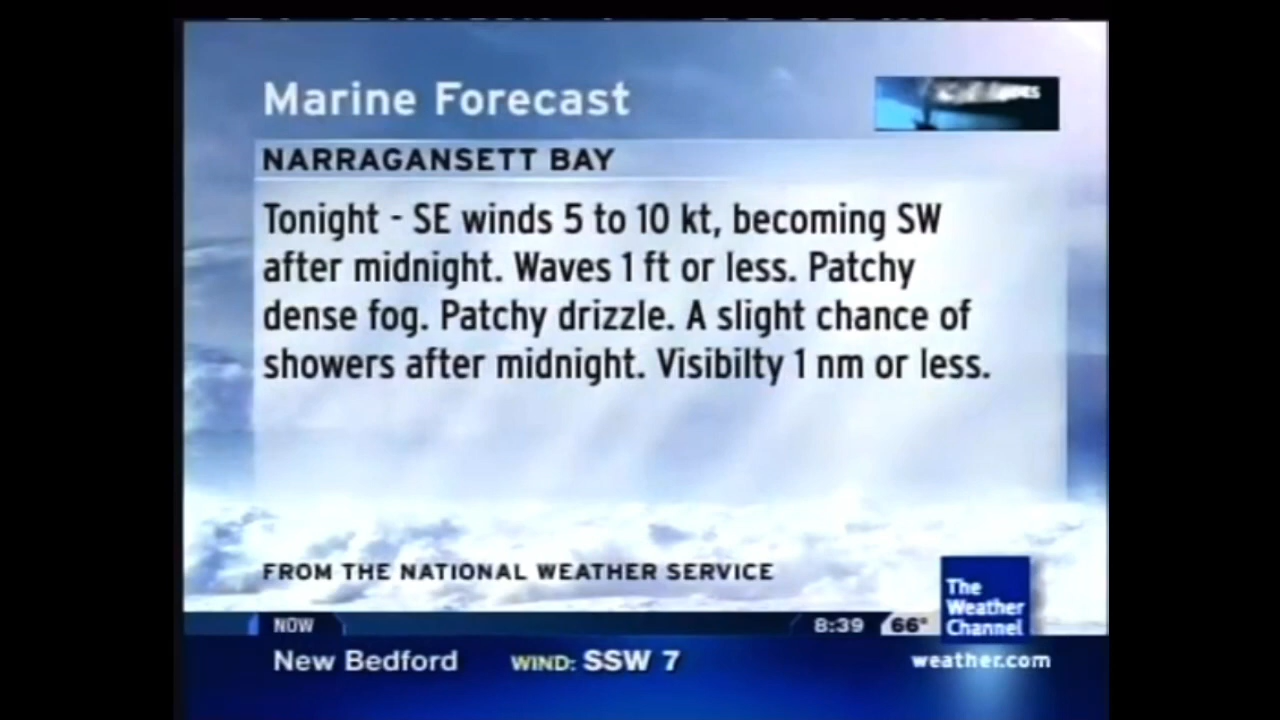 Marine Forecast
NARRAGANSETT BAY
Tonight - SE winds 5 to 10 kt, becoming SW
after midnight. Waves 1 ft or less. Patchy
dense fog. Patchy drizzle. A slight chance of
showers after midnight. Visibilty 1 nm or less.
FROM THE NATIONAL WEATHER SERVICE
The
Weather
Channel
NOW 8:39 66°
New Bedford WIND: SSW 7 weather.com